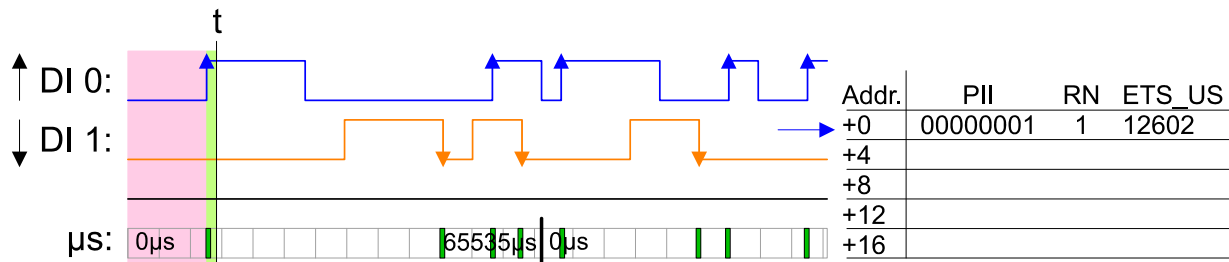 t
DI 0:
DI 1:
µs: 0µs 65535µs 0µs
Addr. PII RN ETS_US
+0 00000001 1 12602
+4
+8
+12
+16